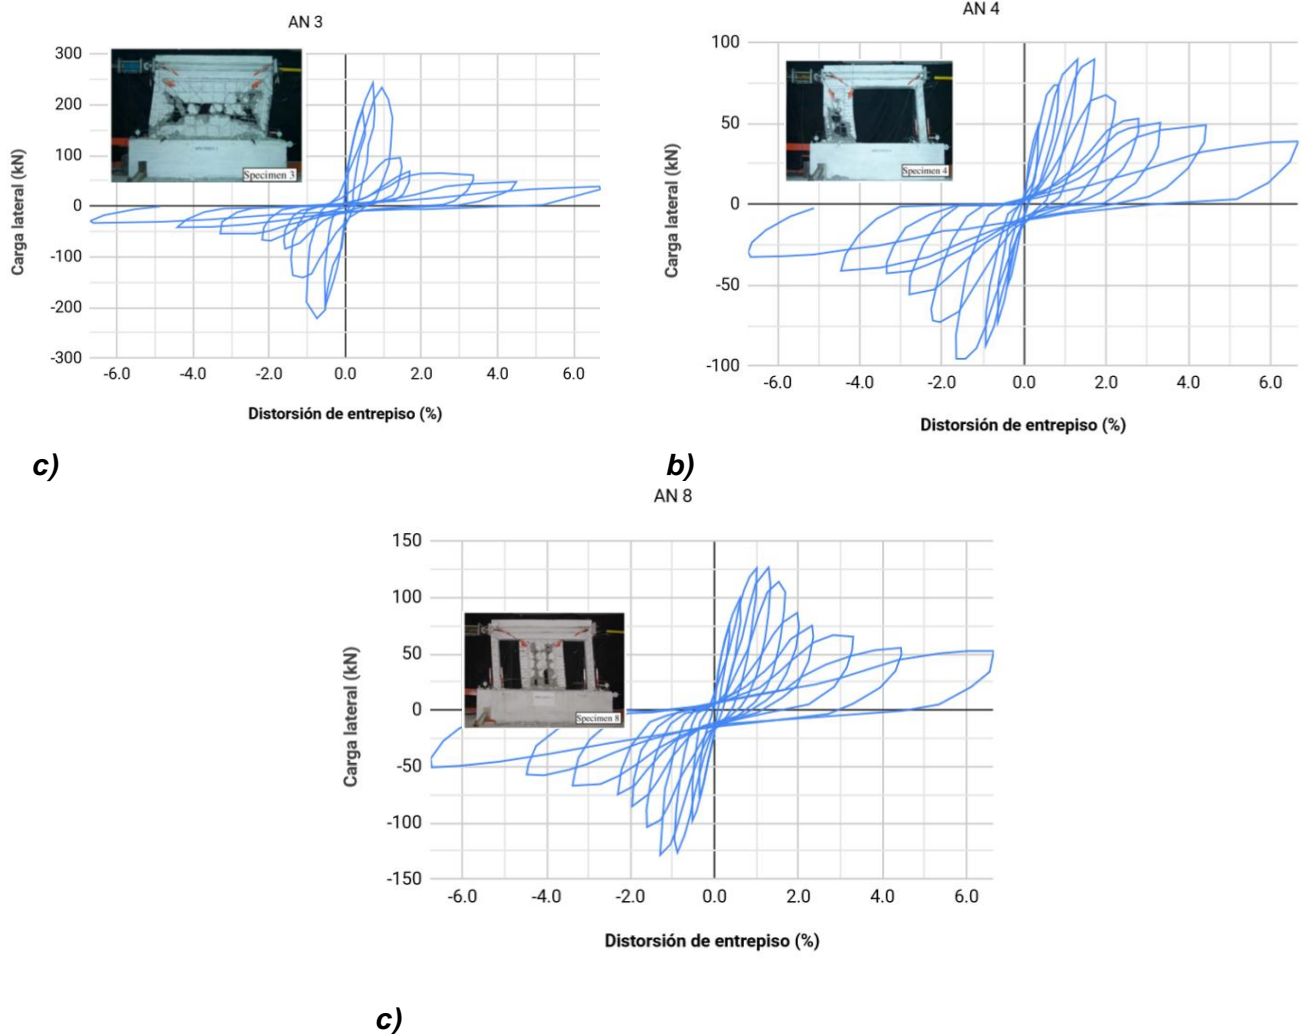 AN 3
300
200
100
0
-100
-200
-300
-6.0 -4.0 -2.0 0.0 2.0 4.0 6.0
Carga lateral (kN)
Distorsión de entrepiso (%)
Specimen 3
c)
AN 4
100
50
0
-50
-100
-6.0 -4.0 -2.0 0.0 2.0 4.0 6.0
Carga lateral (kN)
Distorsión de entrepiso (%)
Specimen 4
b)
AN 8
150
100
50
0
-50
-100
-150
-6.0 -4.0 -2.0 0.0 2.0 4.0 6.0
Carga lateral (kN)
Distorsión de entrepiso (%)
Specimen 8
c)